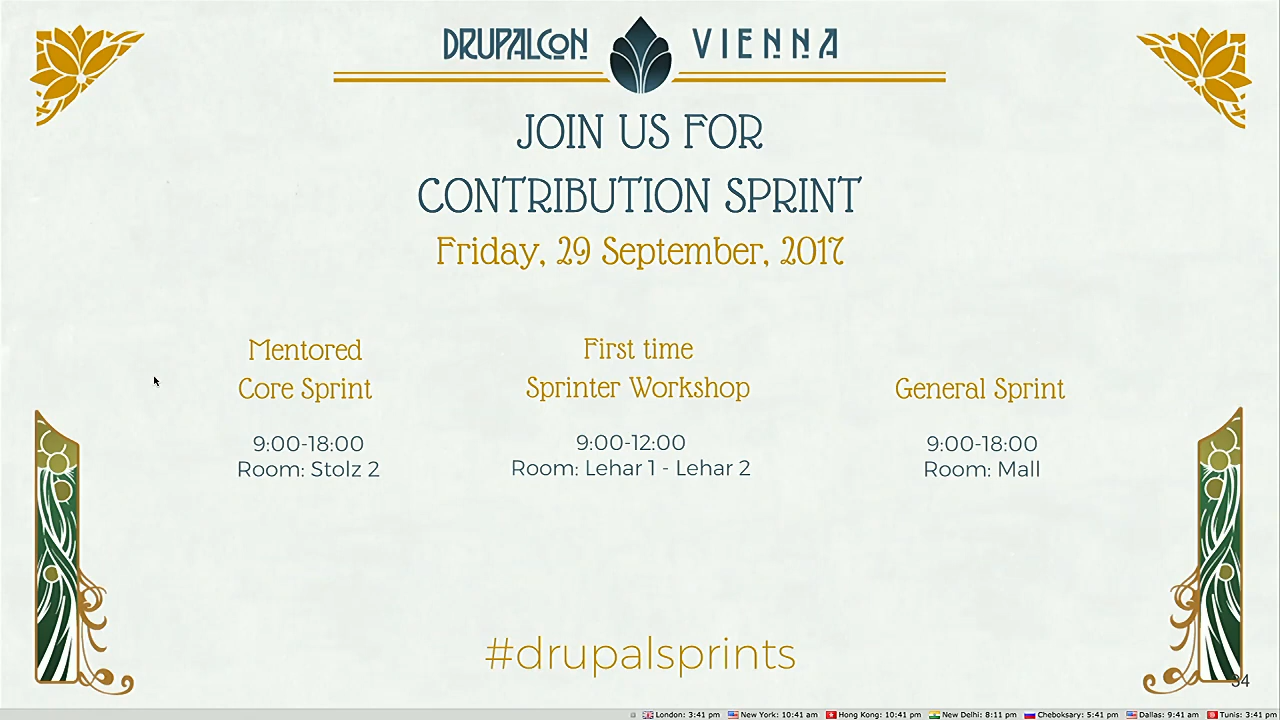 DRUPALCON VIENNA
JOIN US FOR
CONTRIBUTION SPRINT
Friday, 29 September, 2017
Mentored
Core Sprint
9:00-18:00
Room: Stolz 2
First time
Sprinter Workshop
9:00-12:00
Room: Lehar 1 - Lehar 2
General Sprint
9:00-18:00
Room: Mall
#drupalsprints
34
London: 3:41 pm New York: 10:41 am Hong Kong: 10:41 pm New Delhi: 8:11 pm Cheboksary: 5:41 pm Dallas: 9:41 am Tunis: 3:41 pm